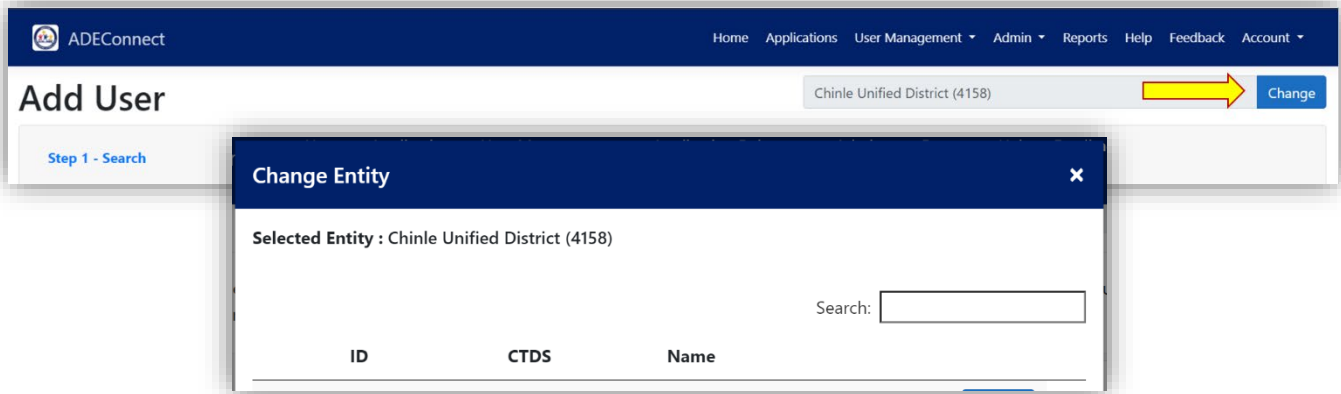 ADEConnect Home Applications User Management Admin Reports Help Feedback Account
Add User Chinle Unified District (4158) Change
Step 1 - Search
Change Entity ×
Selected Entity : Chinle Unified District (4158)
Search:
ID CTDS Name